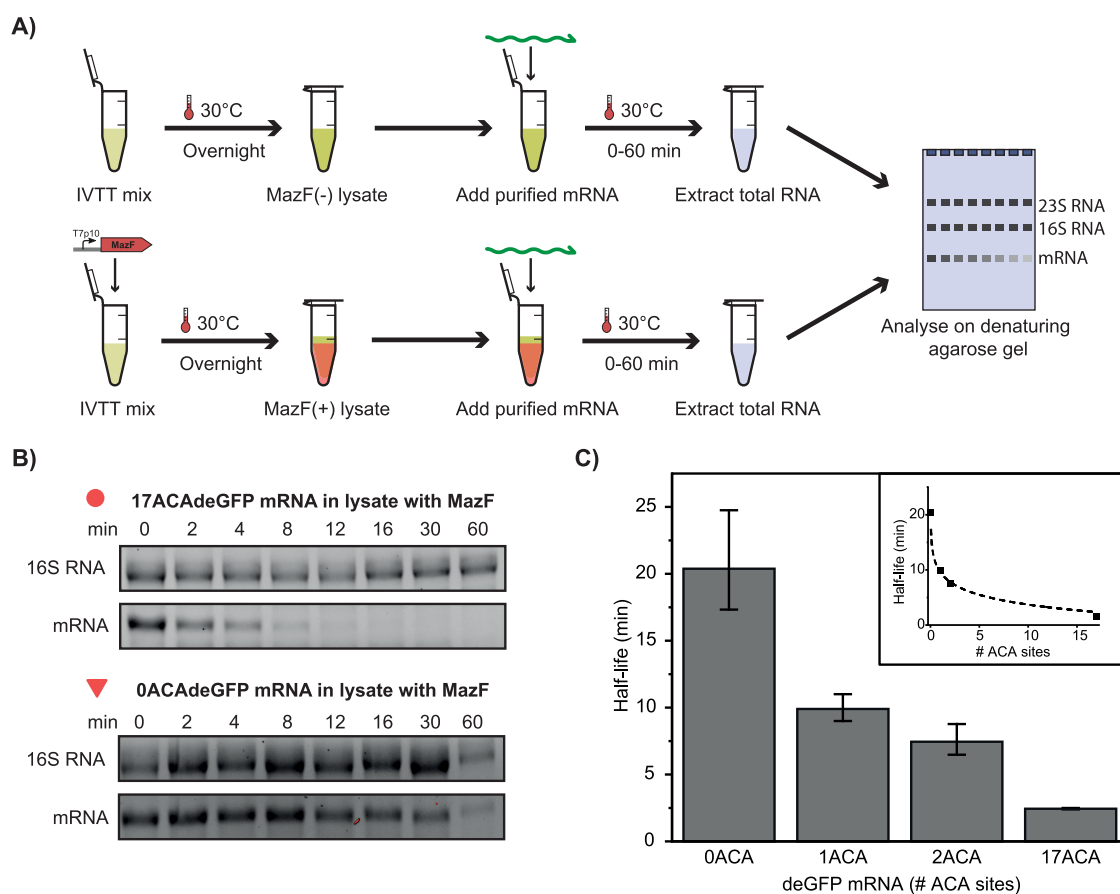 A)
30°C
Overnight
0-60 min
IVTT mix
MazF(-) lysate
Add purified mRNA
Extract total RNA
T7p10
MazF
30°C
Overnight
30°C
0-60 min
IVTT mix
MazF(+) lysate
Add purified mRNA
Extract total RNA
23S RNA
16S RNA
mRNA
Analyse on denaturing
agarose gel
B)
17ACAdeGFP mRNA in lysate with MazF
min 0 2 4 8 12 16 30 60
16S RNA
mRNA
0ACAdeGFP mRNA in lysate with MazF
min 0 2 4 8 12 16 30 60
16S RNA
mRNA
C)
Half-life (min)
25
20
15
10
5
0
0ACA 1ACA 2ACA 17ACA
deGFP mRNA (# ACA sites)
Half-life (min)
20
10
0
0 5 10 15
# ACA sites